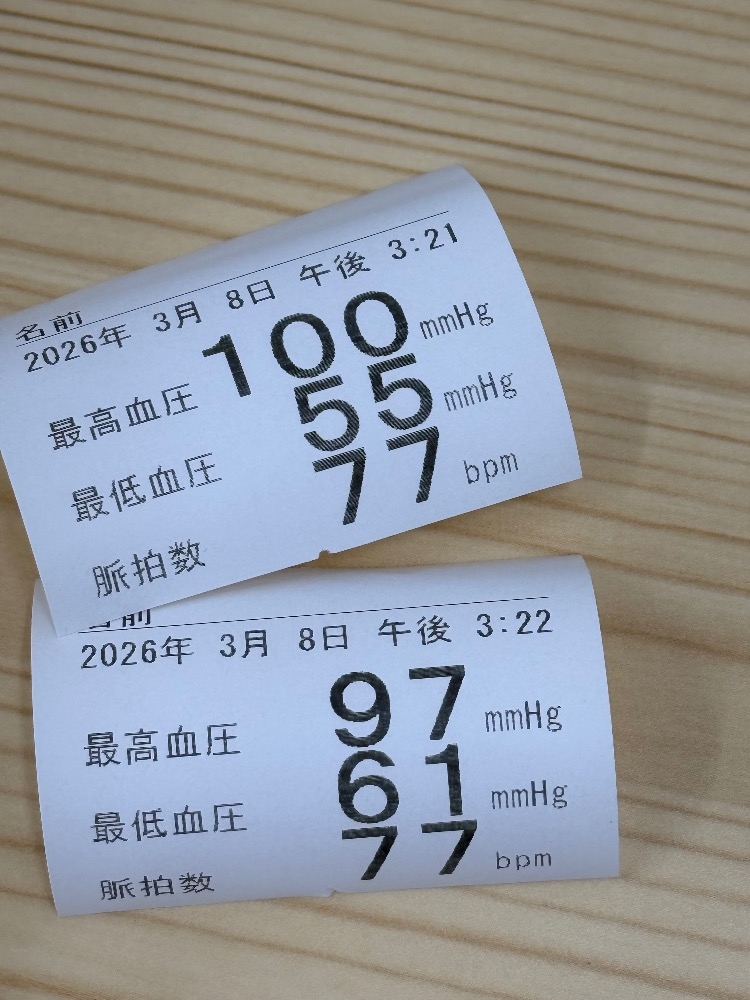 名前
2026年 3月 8日 午後 3:21
最高血圧 100 mmHg
最低血圧 55 mmHg
脈拍数 77 bpm
名前
2026年 3月 8日 午後 3:22
最高血圧 97 mmHg
最低血圧 61 mmHg
脈拍数 77 bpm